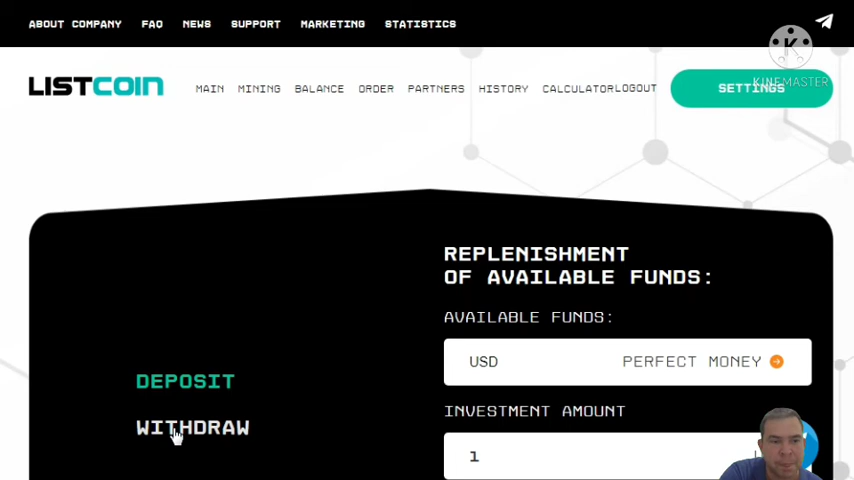 ABOUT COMPANY FAQ NEWS SUPPORT MARKETING STATISTICS
K
KINEMASTER
LISTCOIN MAIN MINING BALANCE ORDER PARTNERS HISTORY CALCULATORLOGOUT SETTINGS
REPLENISHMENT
OF AVAILABLE FUNDS:
AVAILABLE FUNDS:
USD PERFECT MONEY
DEPOSIT
INVESTMENT AMOUNT
WITHDRAW
1